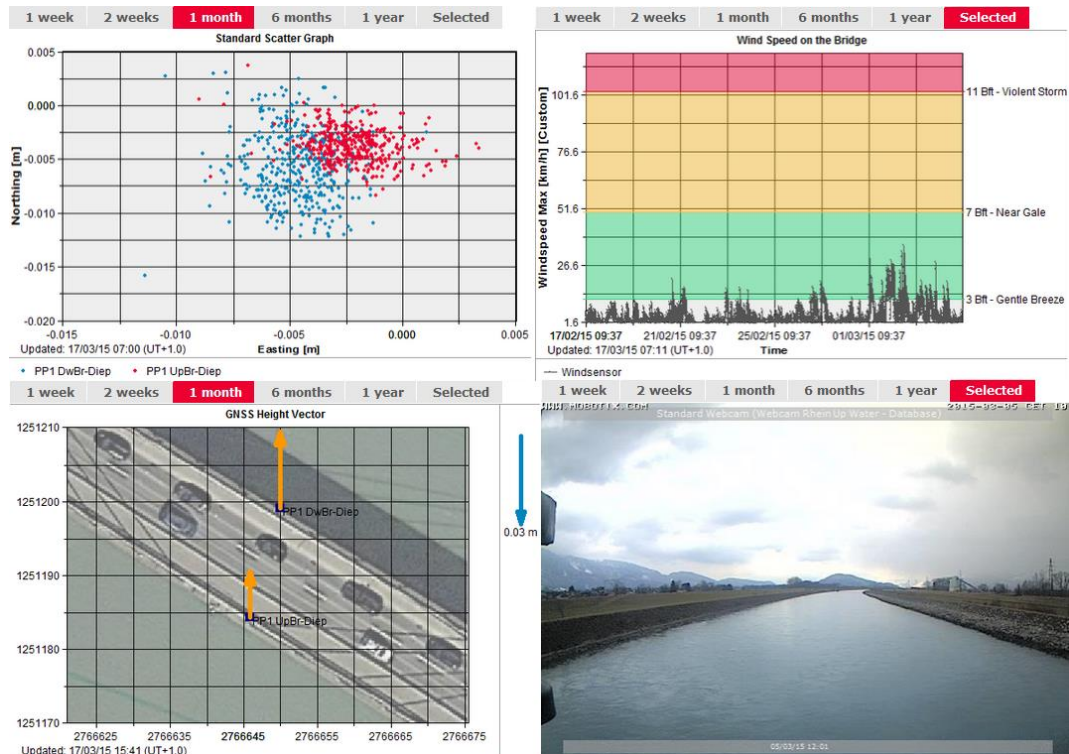 1 week 2 weeks 1 month 6 months 1 year Selected
Standard Scatter Graph
0.005
0.000
-0.005
-0.010
-0.015
-0.020
Northing [m]
-0.015 -0.010 -0.005 0.000 0.005
Updated: 17/03/15 07:00 (UT+1.0) Easting [m]
PP1 DwBr-Diep PP1 UpBr-Diep
1 week 2 weeks 1 month 6 months 1 year Selected
Wind Speed on the Bridge
101.6
76.6
51.6
26.6
1.6
Windspeed Max [km/h] [Custom]
11 Bft - Violent Storm
7 Bft - Near Gale
3 Bft - Gentle Breeze
17/02/15 09:37 21/02/15 09:37 25/02/15 09:37 01/03/15 09:37
Updated: 17/03/15 07:11 (UT+1.0) Time
Windsensor
1 week 2 weeks 1 month 6 months 1 year Selected
GNSS Height Vector
1251210
1251200
1251190
1251180
1251170
PP1 DwBr-Diep
PP1 UpBr-Diep
0.03 m
2766625 2766635 2766645 2766655 2766665 2766675
Updated: 17/03/15 15:41 (UT+1.0)
1 week 2 weeks 1 month 6 months 1 year Selected
WWW.MOBOTIX.COM 2015-03-05 CET
Standard Webcam (Webcam Rhein Up Water - Database)
05/03/15 12:01